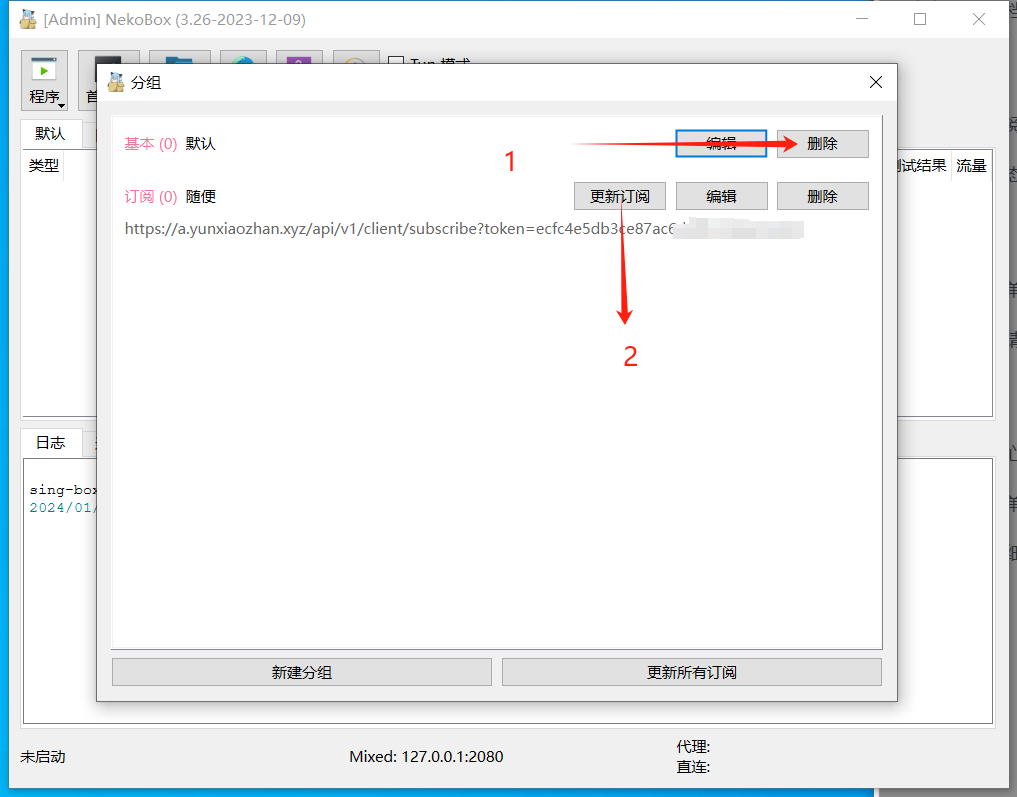 [Admin] NekoBox (3.26-2023-12-09)
程序
分组
默认
类型
测试结果
流量
基本 (0) 默认
编辑
删除
1
订阅 (0) 随便
更新订阅
编辑
删除
https://a.yunxiaozhan.xyz/api/v1/client/subscribe?token=ecfc4e5db3ce87ac6
2
日志
sing-box
2024/01/
新建分组
更新所有订阅
未启动
Mixed: 127.0.0.1:2080
代理:
直连: